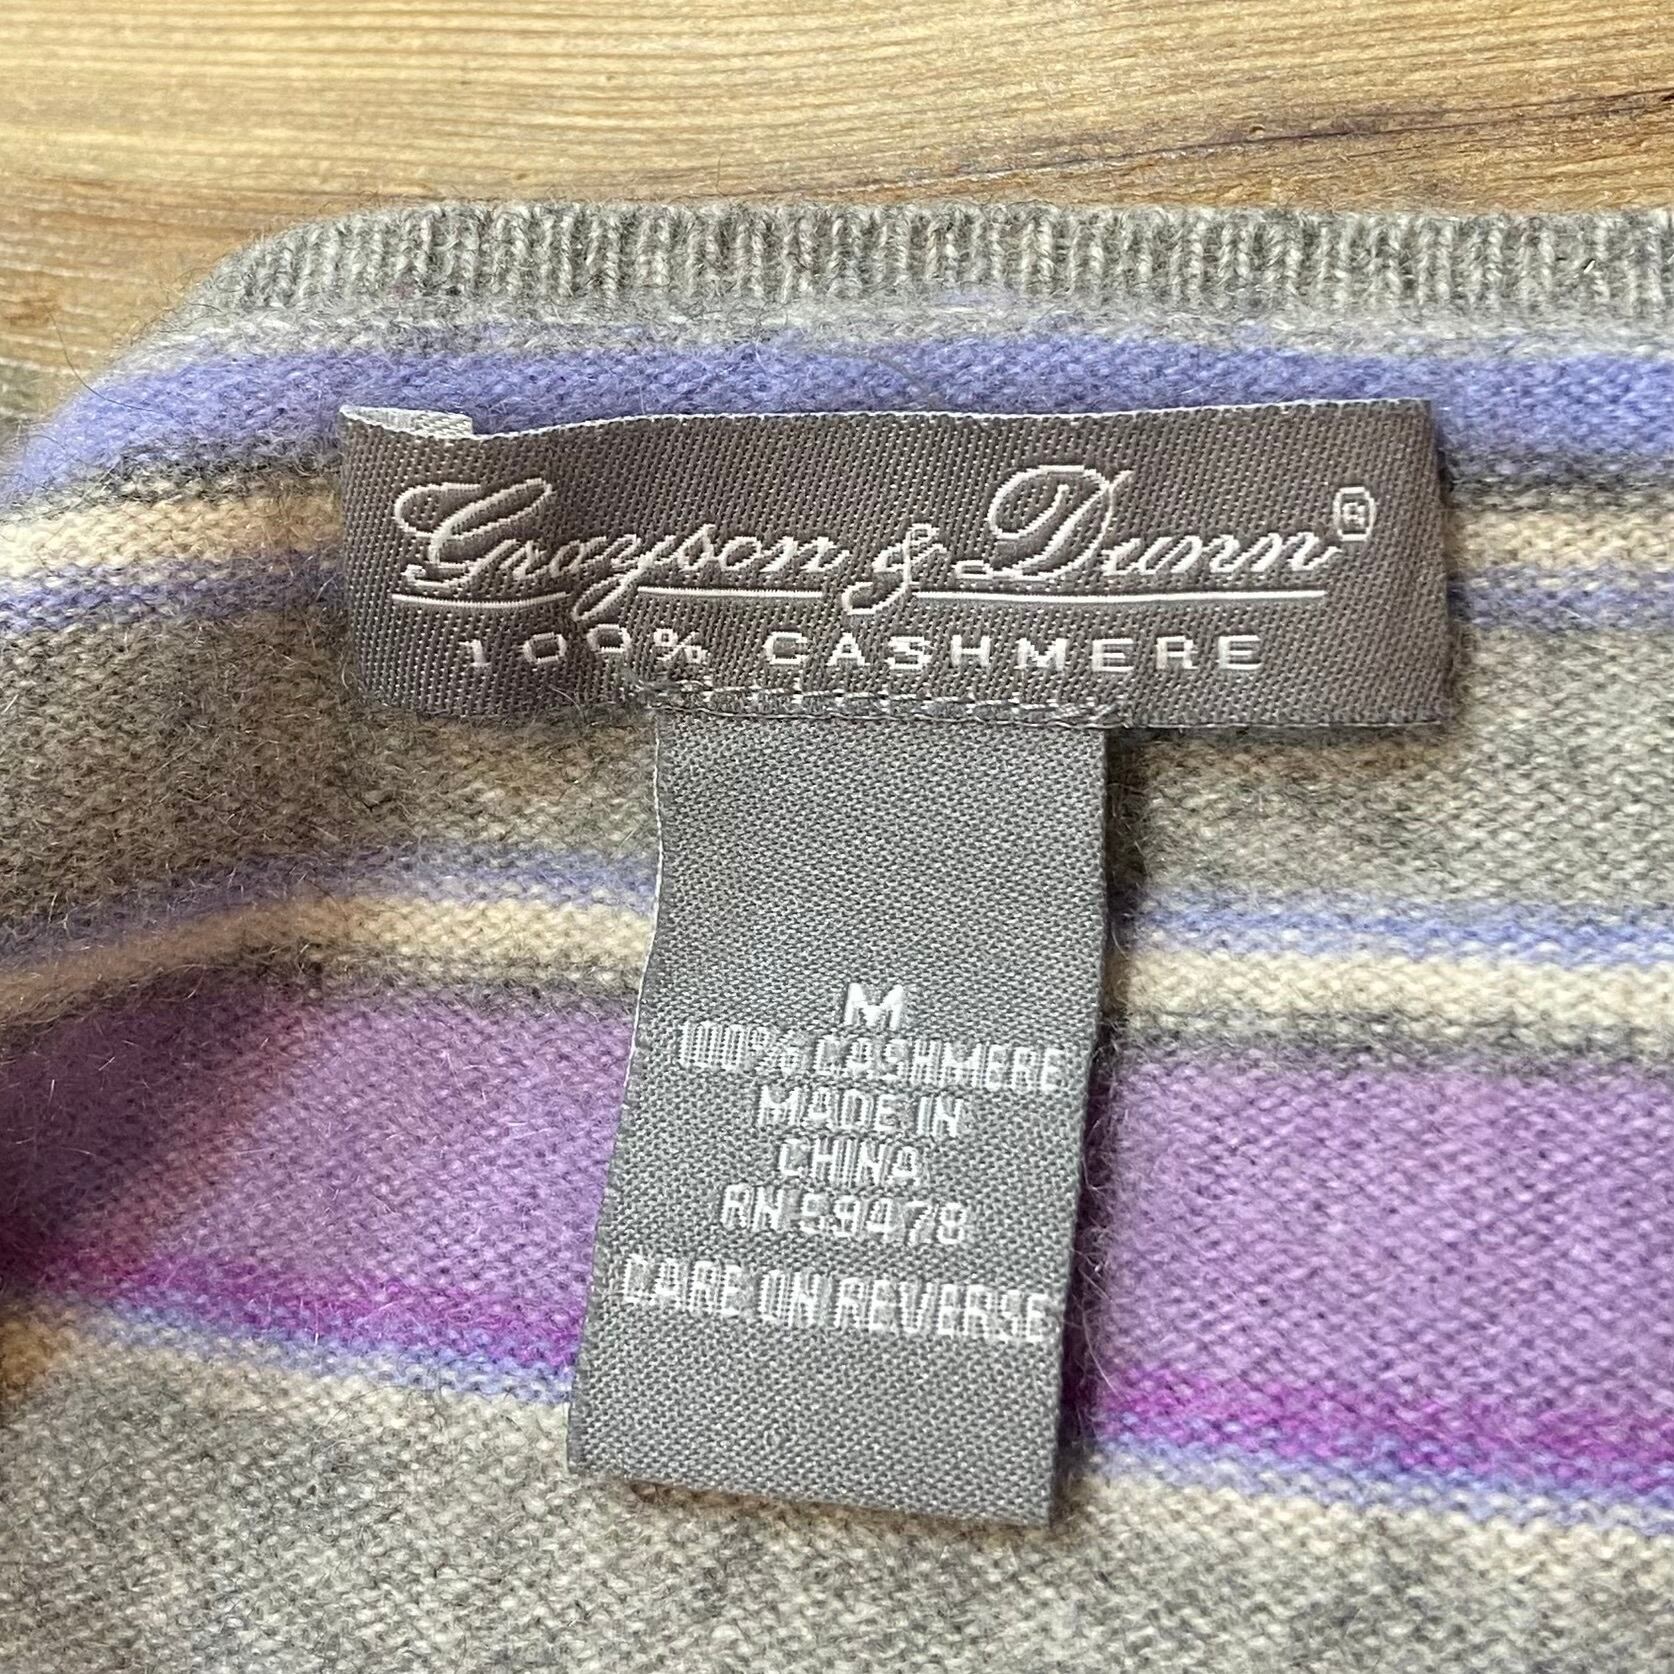 Grayson & Dunn®
100% CASHMERE
M
100% CASHMERE
MADE IN
CHINA
RN 59478
CARE ON REVERSE